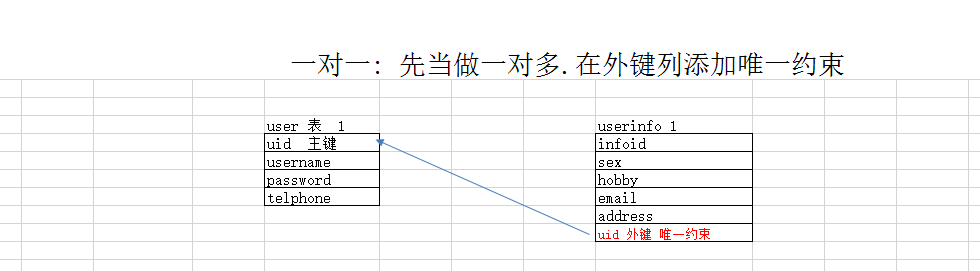 一对一: 先当做一对多.在外键列添加唯一约束
user 表 1
uid 主键
username
password
telphone
userinfo 1
infoid
sex
hobby
email
address
uid 外键 唯一约束